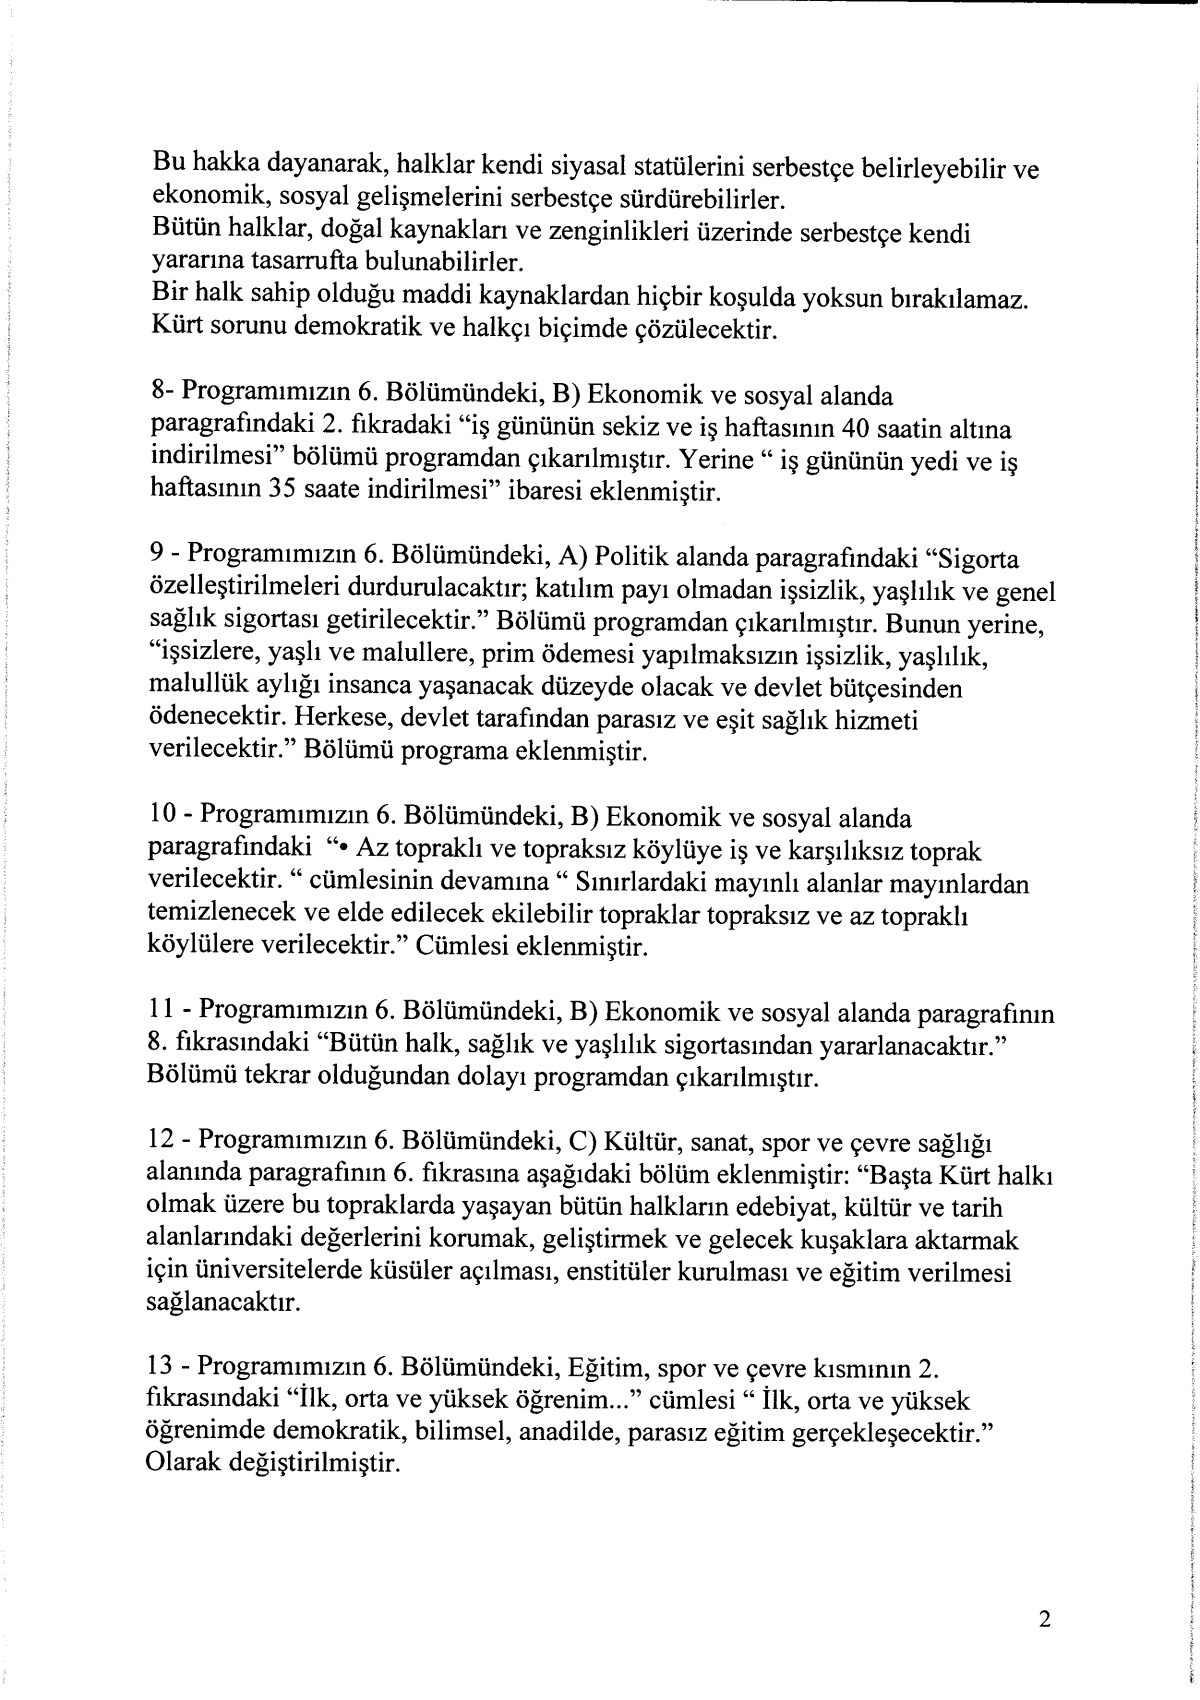 Bu hakka dayanarak, halklar kendi siyasal statülerini serbestçe belirleyebilir ve
ekonomik, sosyal gelişmelerini serbestçe sürdürebilirler.
Bütün halklar, doğal kaynakları ve zenginlikleri üzerinde serbestçe kendi
yararına tasarrufta bulunabilirler.
Bir halk sahip olduğu maddi kaynaklardan hiçbir koşulda yoksun bırakılamaz.
Kürt sorunu demokratik ve halkçı biçimde çözülecektir.
8- Programımızın 6. Bölümündeki, B) Ekonomik ve sosyal alanda
paragrafındaki 2. fıkradaki “iş gününün sekiz ve iş haftasının 40 saatin altına
indirilmesi” bölümü programdan çıkarılmıştır. Yerine “ iş gününün yedi ve iş
haftasının 35 saate indirilmesi” ibaresi eklenmiştir.
9 - Programımızın 6. Bölümündeki, A) Politik alanda paragrafındaki “Sigorta
özelleştirilmeleri durdurulacaktır; katılım payı olmadan işsizlik, yaşlılık ve genel
sağlık sigortası getirilecektir.” Bölümü programdan çıkarılmıştır. Bunun yerine,
“işsizlere, yaşlı ve malullere, prim ödemesi yapılmaksızın işsizlik, yaşlılık,
malullük aylığı insanca yaşanacak düzeyde olacak ve devlet bütçesinden
ödenecektir. Herkese, devlet tarafından parasız ve eşit sağlık hizmeti
verilecektir.” Bölümü programa eklenmiştir.
10 - Programımızın 6. Bölümündeki, B) Ekonomik ve sosyal alanda
paragrafındaki “• Az topraklı ve topraksız köylüye iş ve karşılıksız toprak
verilecektir. “ cümlesinin devamına “ Sınırlardaki mayınlı alanlar mayınlardan
temizlenecek ve elde edilecek ekilebilir topraklar topraksız ve az topraklı
köylülere verilecektir.” Cümlesi eklenmiştir.
11 - Programımızın 6. Bölümündeki, B) Ekonomik ve sosyal alanda paragrafının
8. fıkrasındaki “Bütün halk, sağlık ve yaşlılık sigortasından yararlanacaktır.”
Bölümü tekrar olduğundan dolayı programdan çıkarılmıştır.
12 - Programımızın 6. Bölümündeki, C) Kültür, sanat, spor ve çevre sağlığı
alanında paragrafının 6. fıkrasına aşağıdaki bölüm eklenmiştir: “Başta Kürt halkı
olmak üzere bu topraklarda yaşayan bütün halkların edebiyat, kültür ve tarih
alanlarındaki değerlerini korumak, geliştirmek ve gelecek kuşaklara aktarmak
için üniversitelerde küsüler açılması, enstitüler kurulması ve eğitim verilmesi
sağlanacaktır.
13 - Programımızın 6. Bölümündeki, Eğitim, spor ve çevre kısmının 2.
fıkrasındaki “İlk, orta ve yüksek öğrenim...” cümlesi “ İlk, orta ve yüksek
öğrenimde demokratik, bilimsel, anadilde, parasız eğitim gerçekleşecektir.”
Olarak değiştirilmiştir.
2